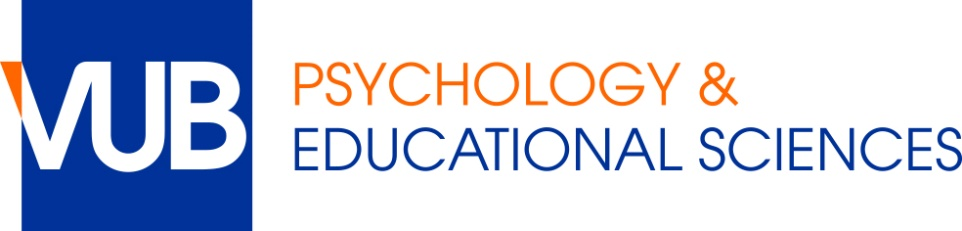 VUB
PSYCHOLOGY &
EDUCATIONAL SCIENCES